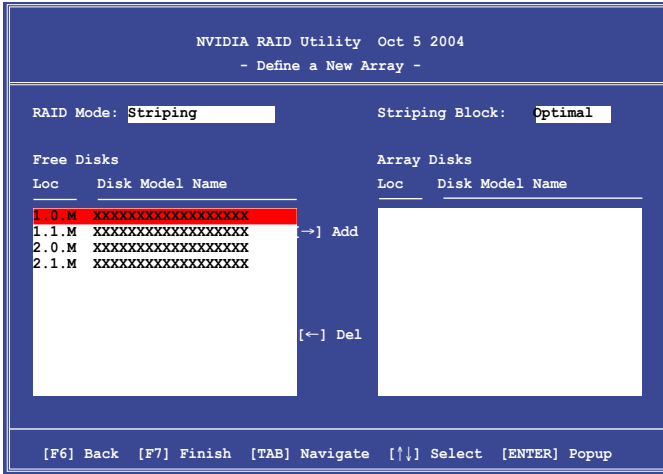 NVIDIA RAID Utility Oct 5 2004
- Define a New Array -
RAID Mode: Striping
Striping Block: Optimal
Free Disks
Array Disks
Loc Disk Model Name
Loc Disk Model Name
1.0.M XXXXXXXXXXXXXXXXXX
1.1.M XXXXXXXXXXXXXXXXXX
2.0.M XXXXXXXXXXXXXXXXXX
2.1.M XXXXXXXXXXXXXXXXXX
[→] Add
[←] Del
[F6] Back [F7] Finish [TAB] Navigate [↑↓] Select [ENTER] Popup